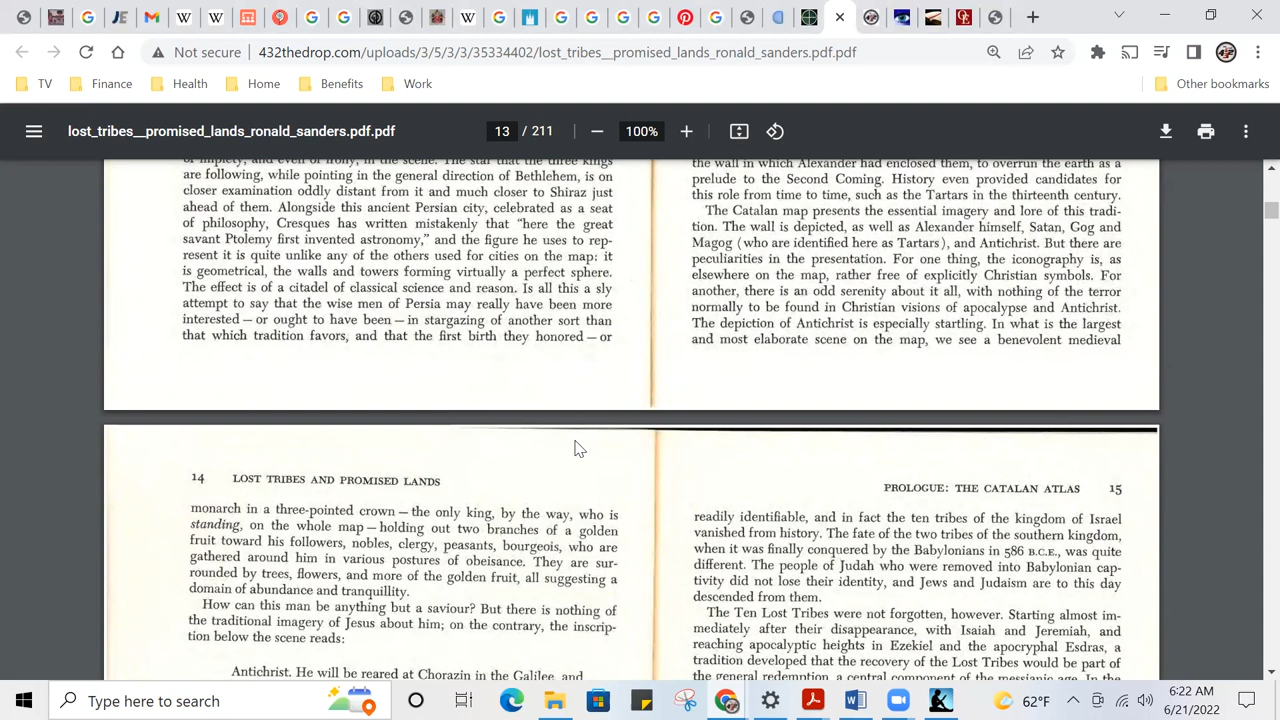 Not secure
432thedrop.com/uploads/3/5/3/3/35334402/lost_tribes__promised_lands_ronald_sanders.pdf.pdf
TV
Finance
Health
Home
Benefits
Work
Other bookmarks
lost_tribes__promised_lands_ronald_sanders.pdf.pdf
13 / 211
100%
of impiety, and even of irony, in the scene. The star that the three kings
are following, while pointing in the general direction of Bethlehem, is on
closer examination oddly distant from it and much closer to Shiraz just
ahead of them. Alongside this ancient Persian city, celebrated as a seat
of philosophy, Cresques has written mistakenly that "here the great
savant Ptolemy first invented astronomy," and the figure he uses to rep-
resent it is quite unlike any of the others used for cities on the map: it
is geometrical, the walls and towers forming virtually a perfect sphere.
The effect is of a citadel of classical science and reason. Is all this a sly
attempt to say that the wise men of Persia may really have been more
interested – or ought to have been – in stargazing of another sort than
that which tradition favors, and that the first birth they honored – or
the wall in which Alexander had enclosed them, to overrun the earth as a
prelude to the Second Coming. History even provided candidates for
this role from time to time, such as the Tartars in the thirteenth century.
The Catalan map presents the essential imagery and lore of this tradi-
tion. The wall is depicted, as well as Alexander himself, Satan, Gog and
Magog (who are identified here as Tartars), and Antichrist. But there are
peculiarities in the presentation. For one thing, the iconography is, as
elsewhere on the map, rather free of explicitly Christian symbols. For
another, there is an odd serenity about it all, with nothing of the terror
normally to be found in Christian visions of apocalypse and Antichrist.
The depiction of Antichrist is especially startling. In what is the largest
and most elaborate scene on the map, we see a benevolent medieval
14 LOST TRIBES AND PROMISED LANDS
monarch in a three-pointed crown – the only king, by the way, who is
standing, on the whole map – holding out two branches of a golden
fruit toward his followers, nobles, clergy, peasants, bourgeois, who are
gathered around him in various postures of obeisance. They are sur-
rounded by trees, flowers, and more of the golden fruit, all suggesting a
domain of abundance and tranquillity.
How can this man be anything but a saviour? But there is nothing of
the traditional imagery of Jesus about him; on the contrary, the inscrip-
tion below the scene reads:
Antichrist. He will be reared at Chorazin in the Galilee, and
PROLOGUE: THE CATALAN ATLAS 15
readily identifiable, and in fact the ten tribes of the kingdom of Israel
vanished from history. The fate of the two tribes of the southern kingdom,
when it was finally conquered by the Babylonians in 586 B.C.E., was quite
different. The people of Judah who were removed into Babylonian cap-
tivity did not lose their identity, and Jews and Judaism are to this day
descended from them.
The Ten Lost Tribes were not forgotten, however. Starting almost im-
mediately after their disappearance, with Isaiah and Jeremiah, and
reaching apocalyptic heights in Ezekiel and the apocryphal Esdras, a
tradition developed that the recovery of the Lost Tribes would be part of
the general redemption, a central component of the messianic age. In the
Type here to search
62°F
6:22 AM
6/21/2022